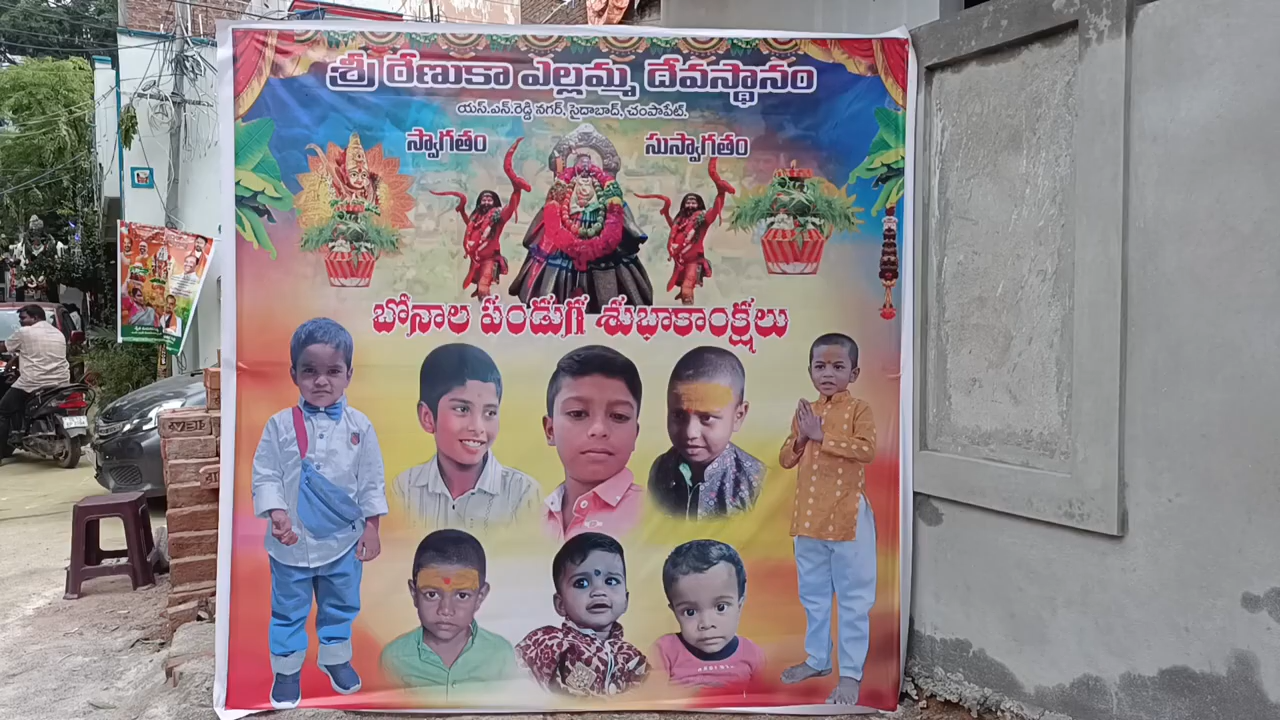 శ్రీ రేణుకా ఎల్లమ్మ దేవస్థానం
యస్.ఎన్.రెడ్డి నగర్, సైదాబాద్, చంపాపేట్.
స్వాగతం సుస్వాగతం
బోనాల పండుగ శుభాకాంక్షలు